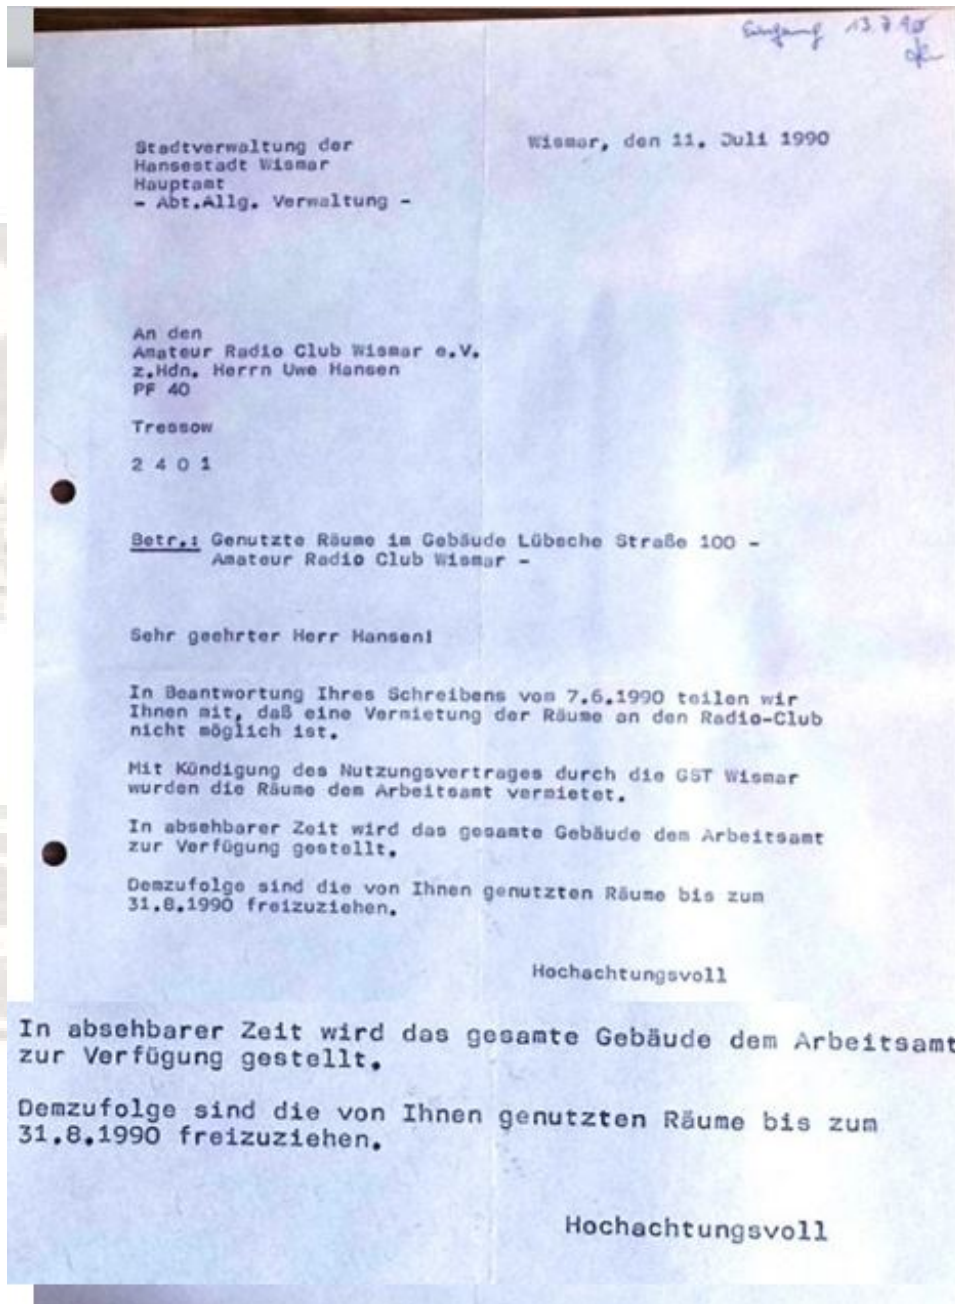 Eingang 13.7.90
Stadtverwaltung der
Hansestadt Wismar
Hauptamt
- Abt.Allg. Verwaltung -
Wismar, den 11. Juli 1990
An den
Amateur Radio Club Wismar e.V.
z.Hdn. Herrn Uwe Hansen
PF 40
Tressow
2 4 0 1
Betr.: Genutzte Räume im Gebäude Lübsche Straße 100 -
Amateur Radio Club Wismar -
Sehr geehrter Herr Hansen!
In Beantwortung Ihres Schreibens vom 7.6.1990 teilen wir
Ihnen mit, daß eine Vermietung der Räume an den Radio-Club
nicht möglich ist.
Mit Kündigung des Nutzungsvertrages durch die GST Wismar
wurden die Räume dem Arbeitsamt vermietet.
In absehbarer Zeit wird das gesamte Gebäude dem Arbeitsamt
zur Verfügung gestellt.
Demzufolge sind die von Ihnen genutzten Räume bis zum
31.8.1990 freizuziehen.
Hochachtungsvoll
In absehbarer Zeit wird das gesamte Gebäude dem Arbeitsamt
zur Verfügung gestellt.
Demzufolge sind die von Ihnen genutzten Räume bis zum
31.8.1990 freizuziehen.
Hochachtungsvoll